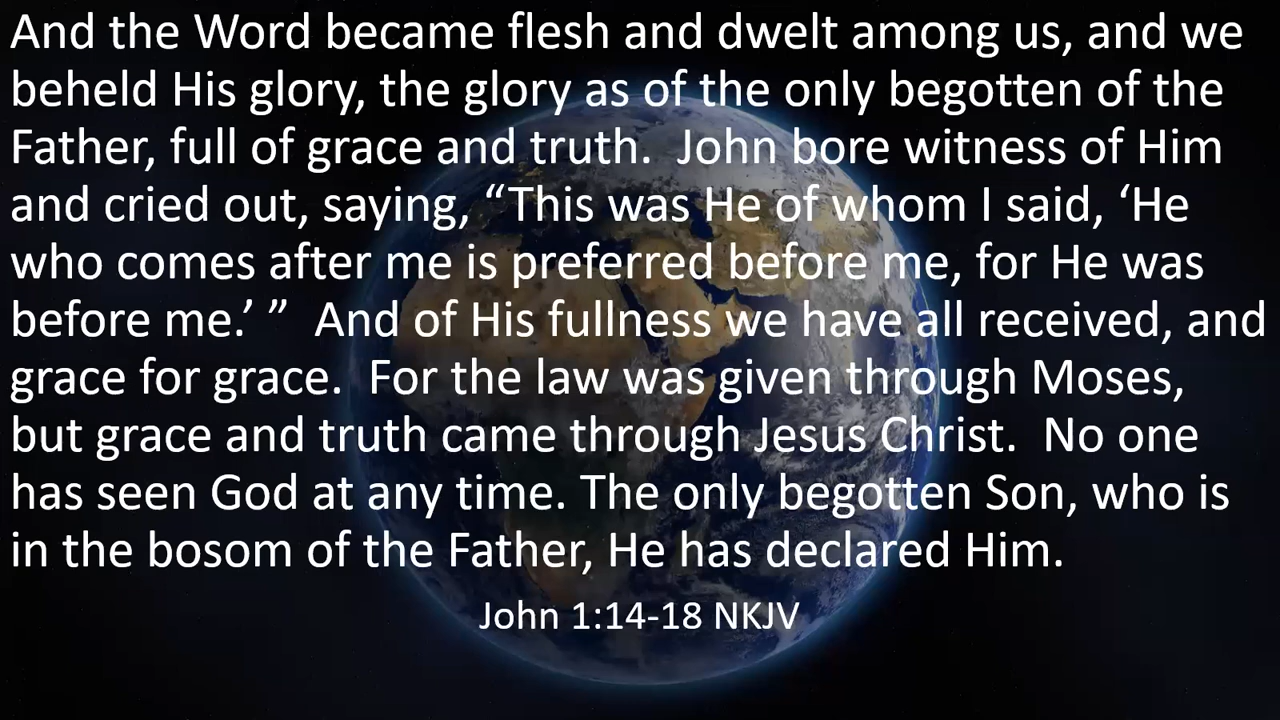 And the Word became flesh and dwelt among us, and we
beheld His glory, the glory as of the only begotten of the
Father, full of grace and truth.  John bore witness of Him
and cried out, saying, “This was He of whom I said, ‘He
who comes after me is preferred before me, for He was
before me.’ ”  And of His fullness we have all received, and
grace for grace.  For the law was given through Moses,
but grace and truth came through Jesus Christ.  No one
has seen God at any time. The only begotten Son, who is
in the bosom of the Father, He has declared Him.
John 1:14-18 NKJV